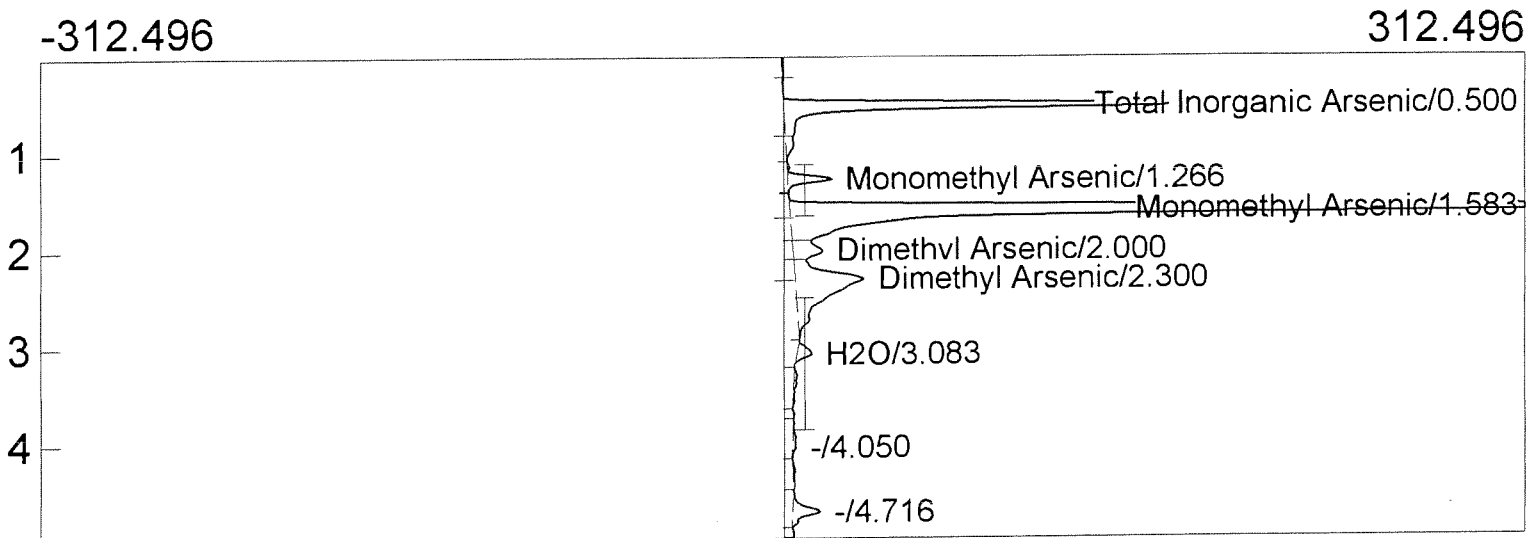 -312.496 312.496
Total Inorganic Arsenic/0.500
1
Monomethyl Arsenic/1.266
Monomethyl Arsenic/1.583
2
Dimethyl Arsenic/2.000
Dimethyl Arsenic/2.300
3
H2O/3.083
4
-/4.050
-/4.716